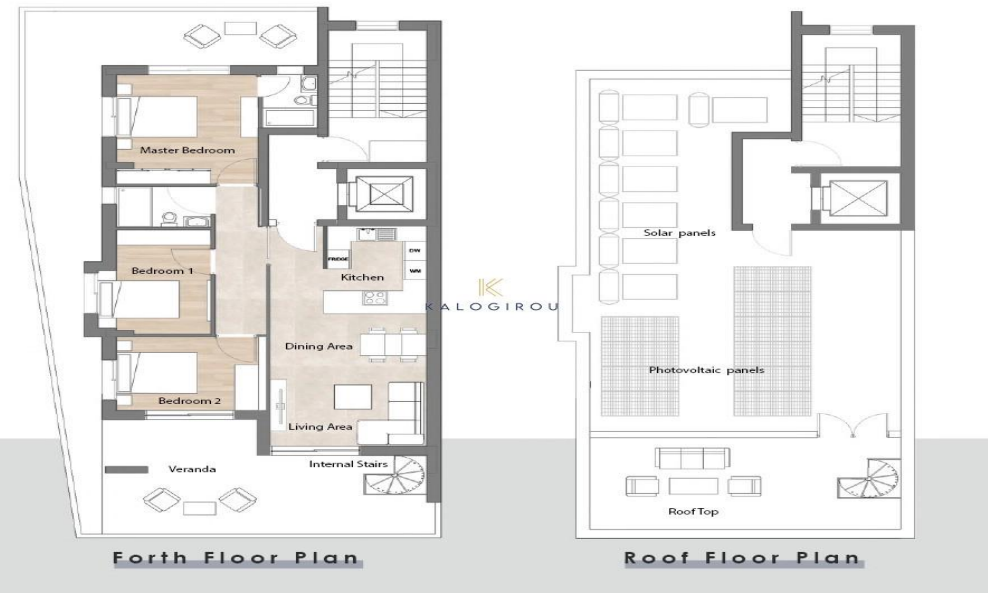 Master Bedroom
Bedroom 1
FRIDGE
DW
WM
Kitchen
Dining Area
Bedroom 2
Living Area
Internal Stairs
Veranda
Forth Floor Plan
KALOGIROU
Solar panels
Photovoltaic panels
Roof Top
Roof Floor Plan